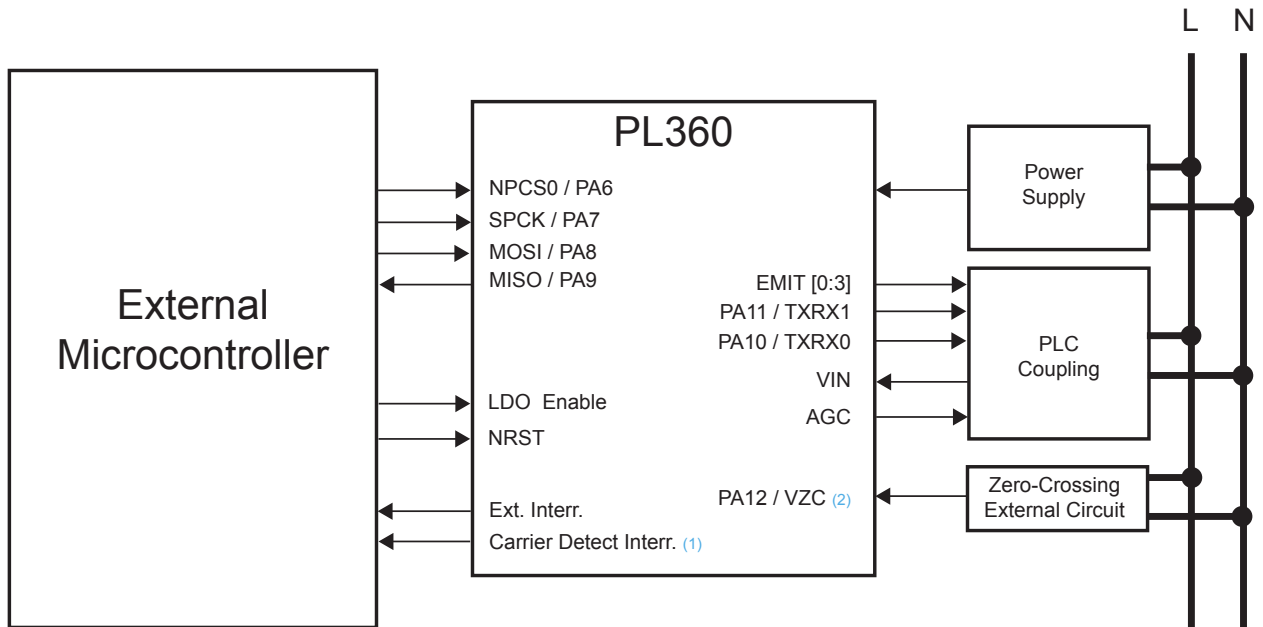 L N
PL360
External
Microcontroller
NPCS0 / PA6
SPCK / PA7
MOSI / PA8
MISO / PA9
LDO Enable
NRST
Ext. Interr.
Carrier Detect Interr. (1)
EMIT [0:3]
PA11 / TXRX1
PA10 / TXRX0
VIN
AGC
PA12 / VZC (2)
Power
Supply
PLC
Coupling
Zero-Crossing
External Circuit